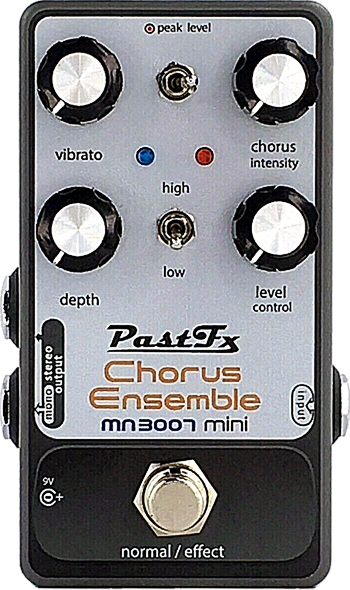 peak level
vibrato
chorus
intensity
high
low
depth
level
control
PastFx
mono stereo
output
input
Chorus
Ensemble
mn3007 mini
9V
+
normal / effect